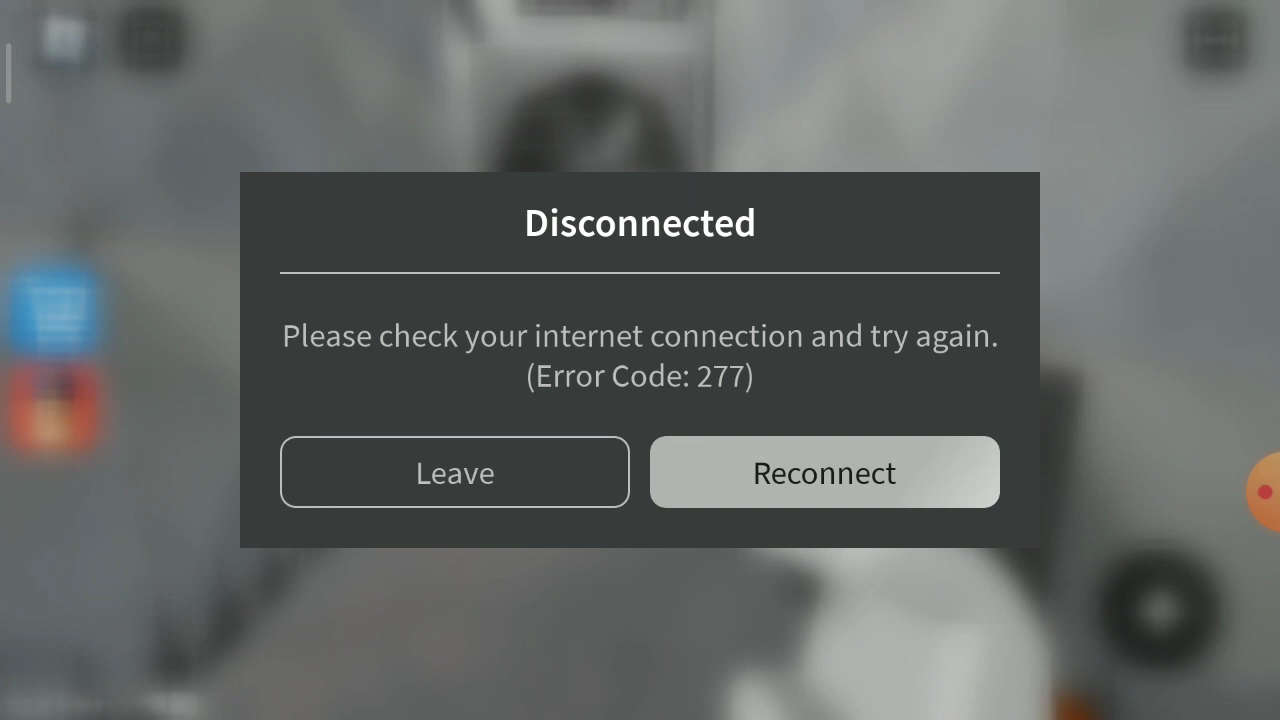 Disconnected
Please check your internet connection and try again.
(Error Code: 277)
Leave
Reconnect